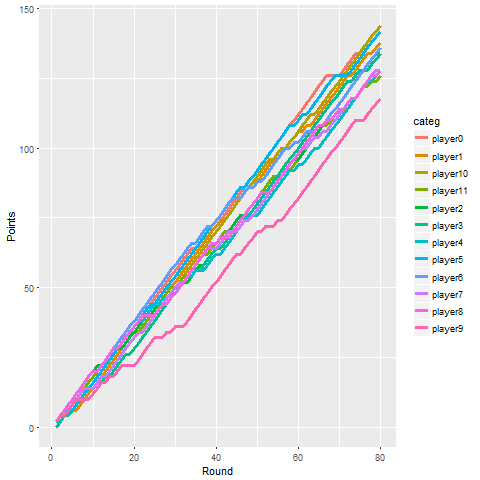 150
100
50
0
Points
0
20
40
60
80
Round
categ
player0
player1
player10
player11
player2
player3
player4
player5
player6
player7
player8
player9